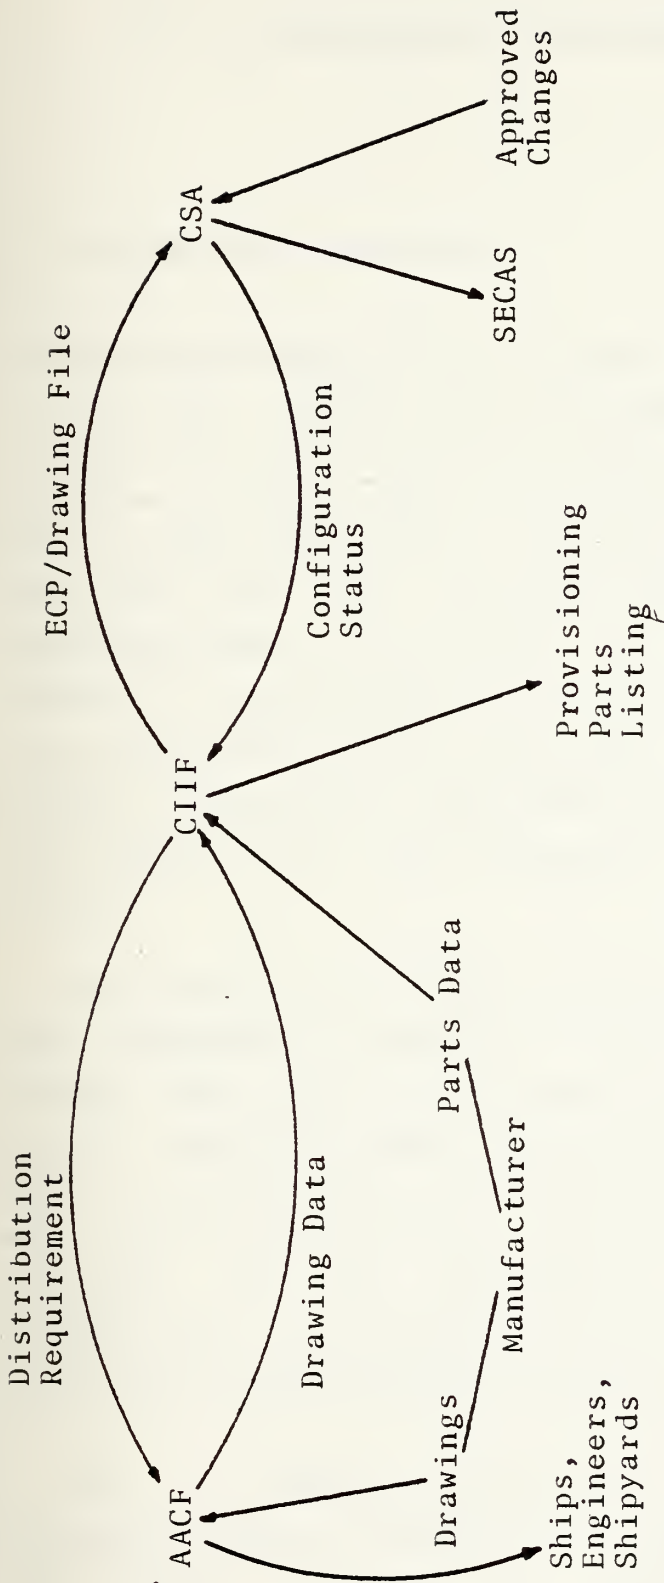 Distribution
Requirement
ECP/Drawing File
AACF
CIIF
CSA
Drawing Data
Configuration
Status
Drawings
Parts Data
Manufacturer
SECAS
Approved
Changes
Ships,
Engineers,
Shipyards
Provisioning
Parts
Listing